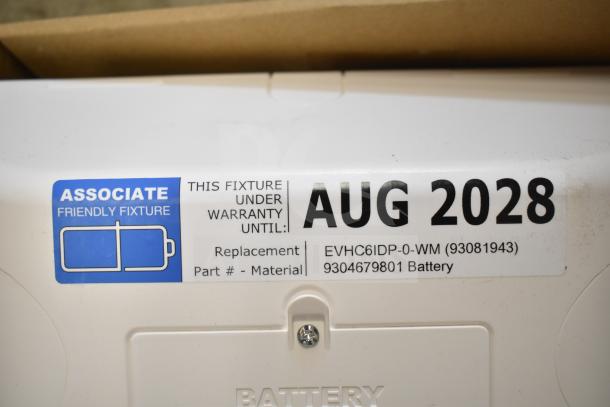 ASSOCIATE
FRIENDLY FIXTURE
THIS FIXTURE
UNDER
WARRANTY
UNTIL:
AUG 2028
Replacement
Part # - Material
EVHC6IDP-0-WM (93081943)
9304679801 Battery
BATTERY